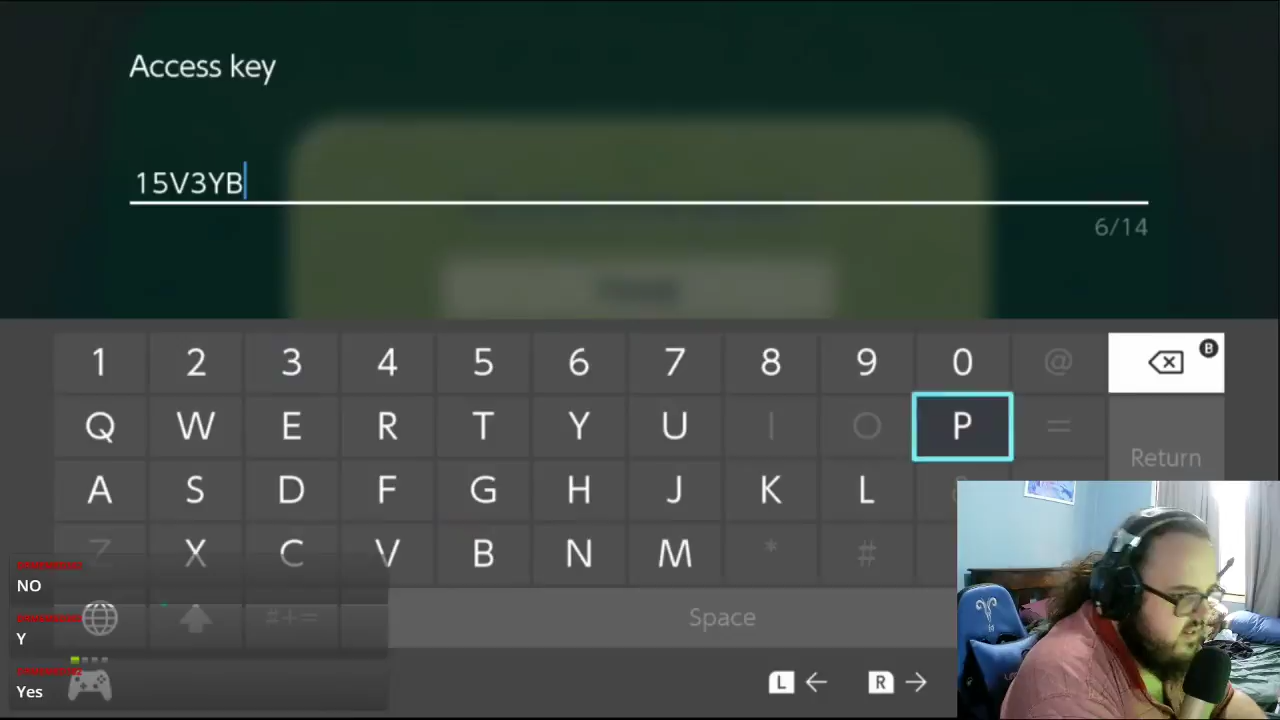 Access key
15V3YB
6/14
1 2 3 4 5 6 7 8 9 0 @ B
Q W E R T Y U I O P =
Return
A S D F G H J K L
Z X C V B N M * #
NO
#+=
Space
Y
Yes
L ← R →